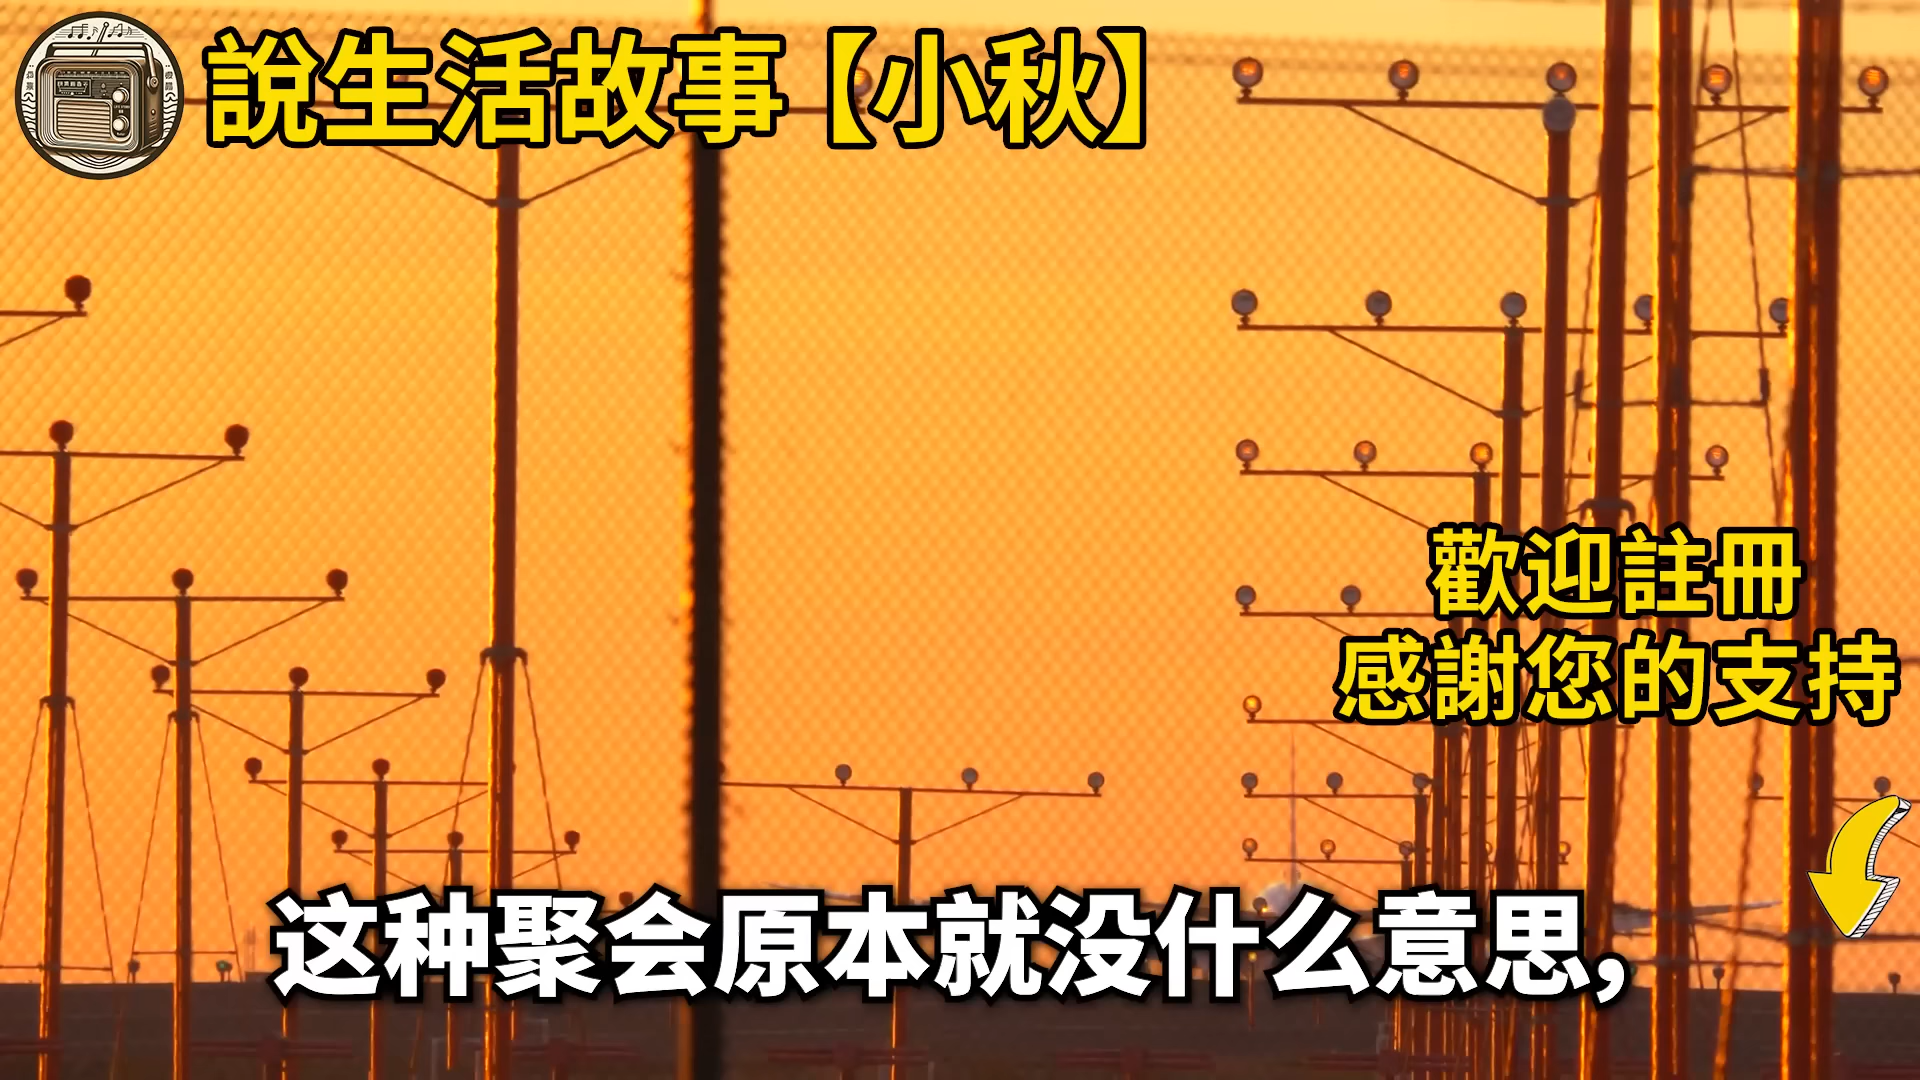 說生活故事【小秋】
歡迎註冊
感謝您的支持
这种聚会原本就没什么意思,